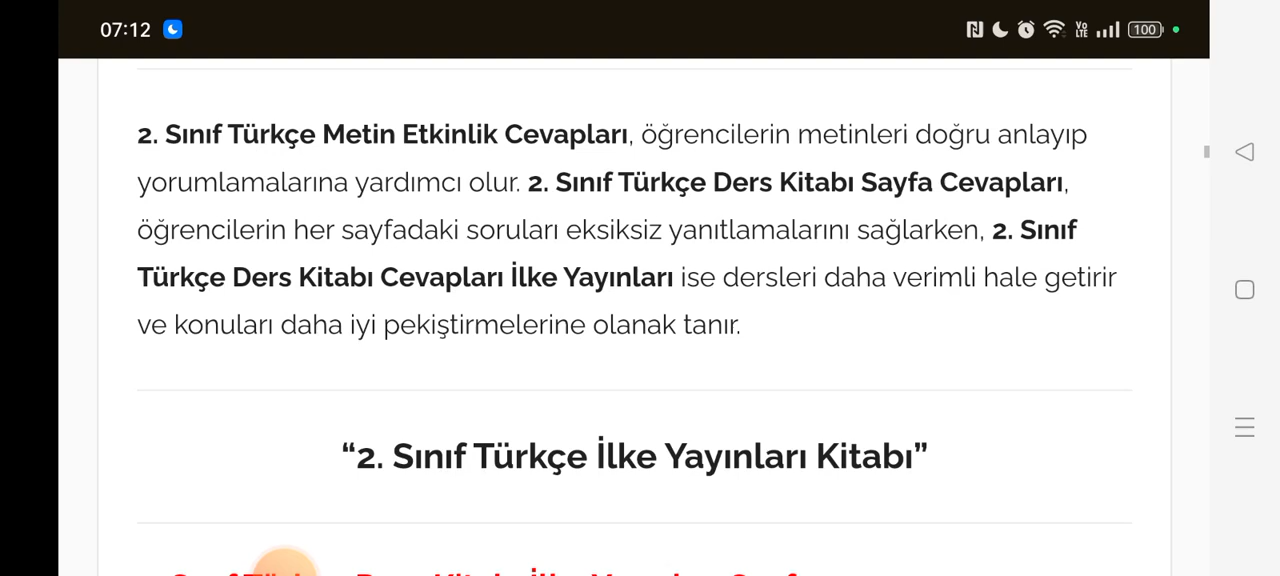 07:12
VoLTE
100
2. Sınıf Türkçe Metin Etkinlik Cevapları, öğrencilerin metinleri doğru anlayıp
yorumlamalarına yardımcı olur. 2. Sınıf Türkçe Ders Kitabı Sayfa Cevapları,
öğrencilerin her sayfadaki soruları eksiksiz yanıtlamalarını sağlarken, 2. Sınıf
Türkçe Ders Kitabı Cevapları İlke Yayınları ise dersleri daha verimli hale getirir
ve konuları daha iyi pekiştirmelerine olanak tanır.
“2. Sınıf Türkçe İlke Yayınları Kitabı”